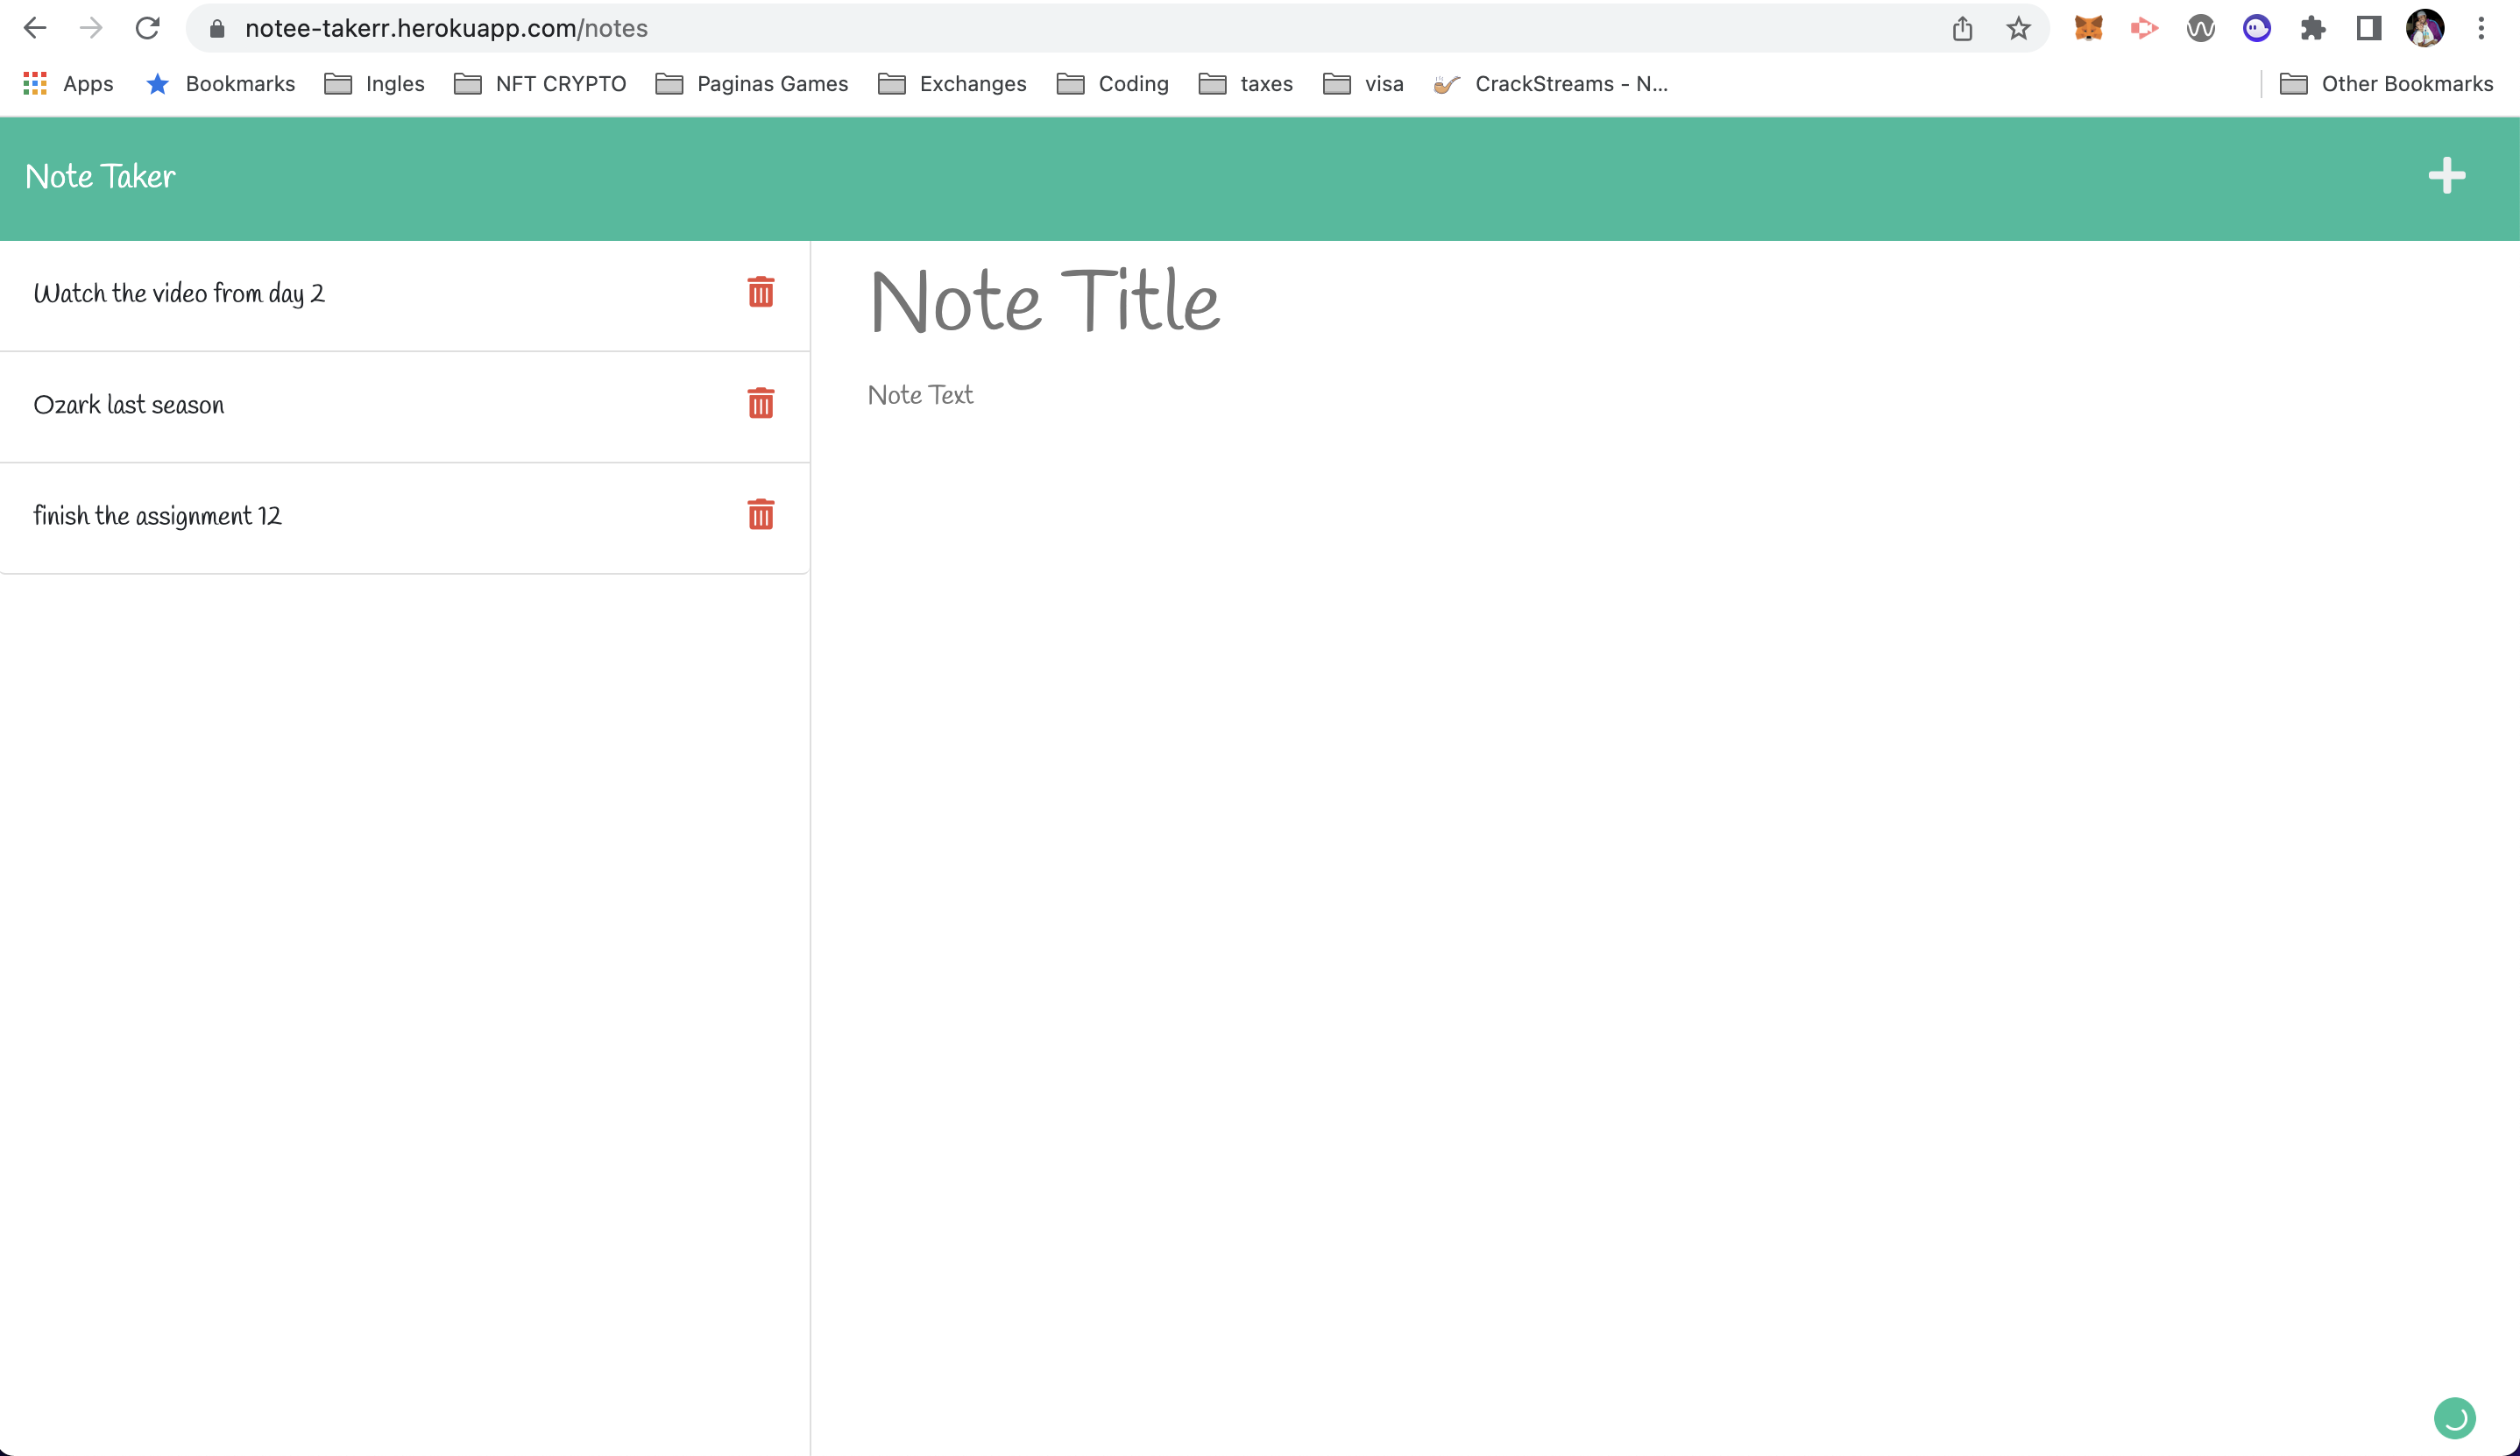 notee-takerr.herokuapp.com/notes
Apps Bookmarks Ingles NFT CRYPTO Paginas Games Exchanges Coding taxes visa CrackStreams - N... Other Bookmarks
Note Taker
Watch the video from day 2
Ozark last season
finish the assignment 12
Note Title
Note Text